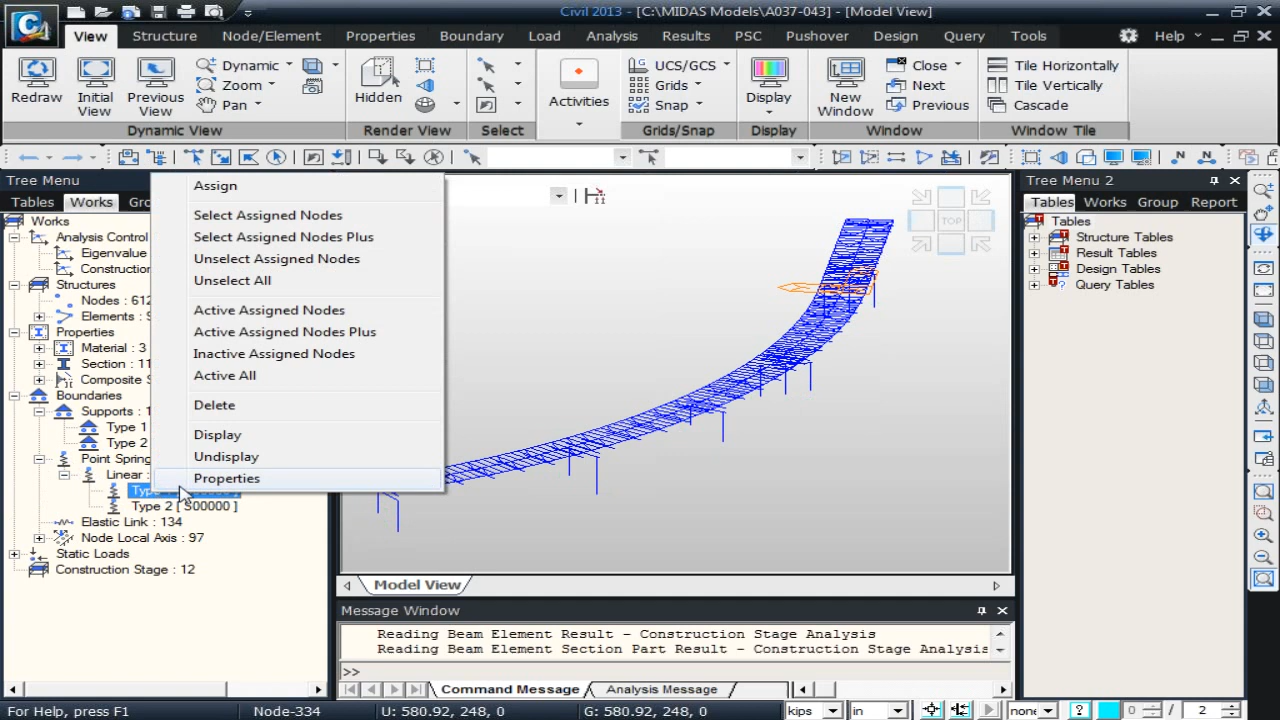 Civil 2013 - [C:\MIDAS Models\A037-043] - [Model View]
View Structure Node/Element Properties Boundary Load Analysis Results PSC Pushover Design Query Tools Help
Redraw
Initial View
Previous View
Dynamic
Zoom
Pan
Dynamic View
Hidden
Render View
Select
Activities
UCS/GCS
Grids
Snap
Grids/Snap
Display
Display
New Window
Close
Next
Previous
Window
Tile Horizontally
Tile Vertically
Cascade
Window Tile
Tree Menu
Tables Works Gro
Works
Analysis Control
Eigenvalue
Construction
Structures
Nodes : 612
Elements : S
Properties
Material : 3
Section : 11
Composite S
Boundaries
Supports : 1
Type 1
Type 2
Point Spring
Linear :
Type 2 [ S00000 ]
Elastic Link : 134
Node Local Axis : 97
Static Loads
Construction Stage : 12
Assign
Select Assigned Nodes
Select Assigned Nodes Plus
Unselect Assigned Nodes
Unselect All
Active Assigned Nodes
Active Assigned Nodes Plus
Inactive Assigned Nodes
Active All
Delete
Display
Undisplay
Properties
TOP
Model View
Message Window
Reading Beam Element Result - Construction Stage Analysis
Reading Beam Element Section Part Result - Construction Stage Analysis
>>
Command Message Analysis Message
Tree Menu 2
Tables Works Group Report
Tables
Structure Tables
Result Tables
Design Tables
Query Tables
For Help, press F1 Node-334 U: 580.92, 248, 0 G: 580.92, 248, 0 kips in none ? 0 / 2